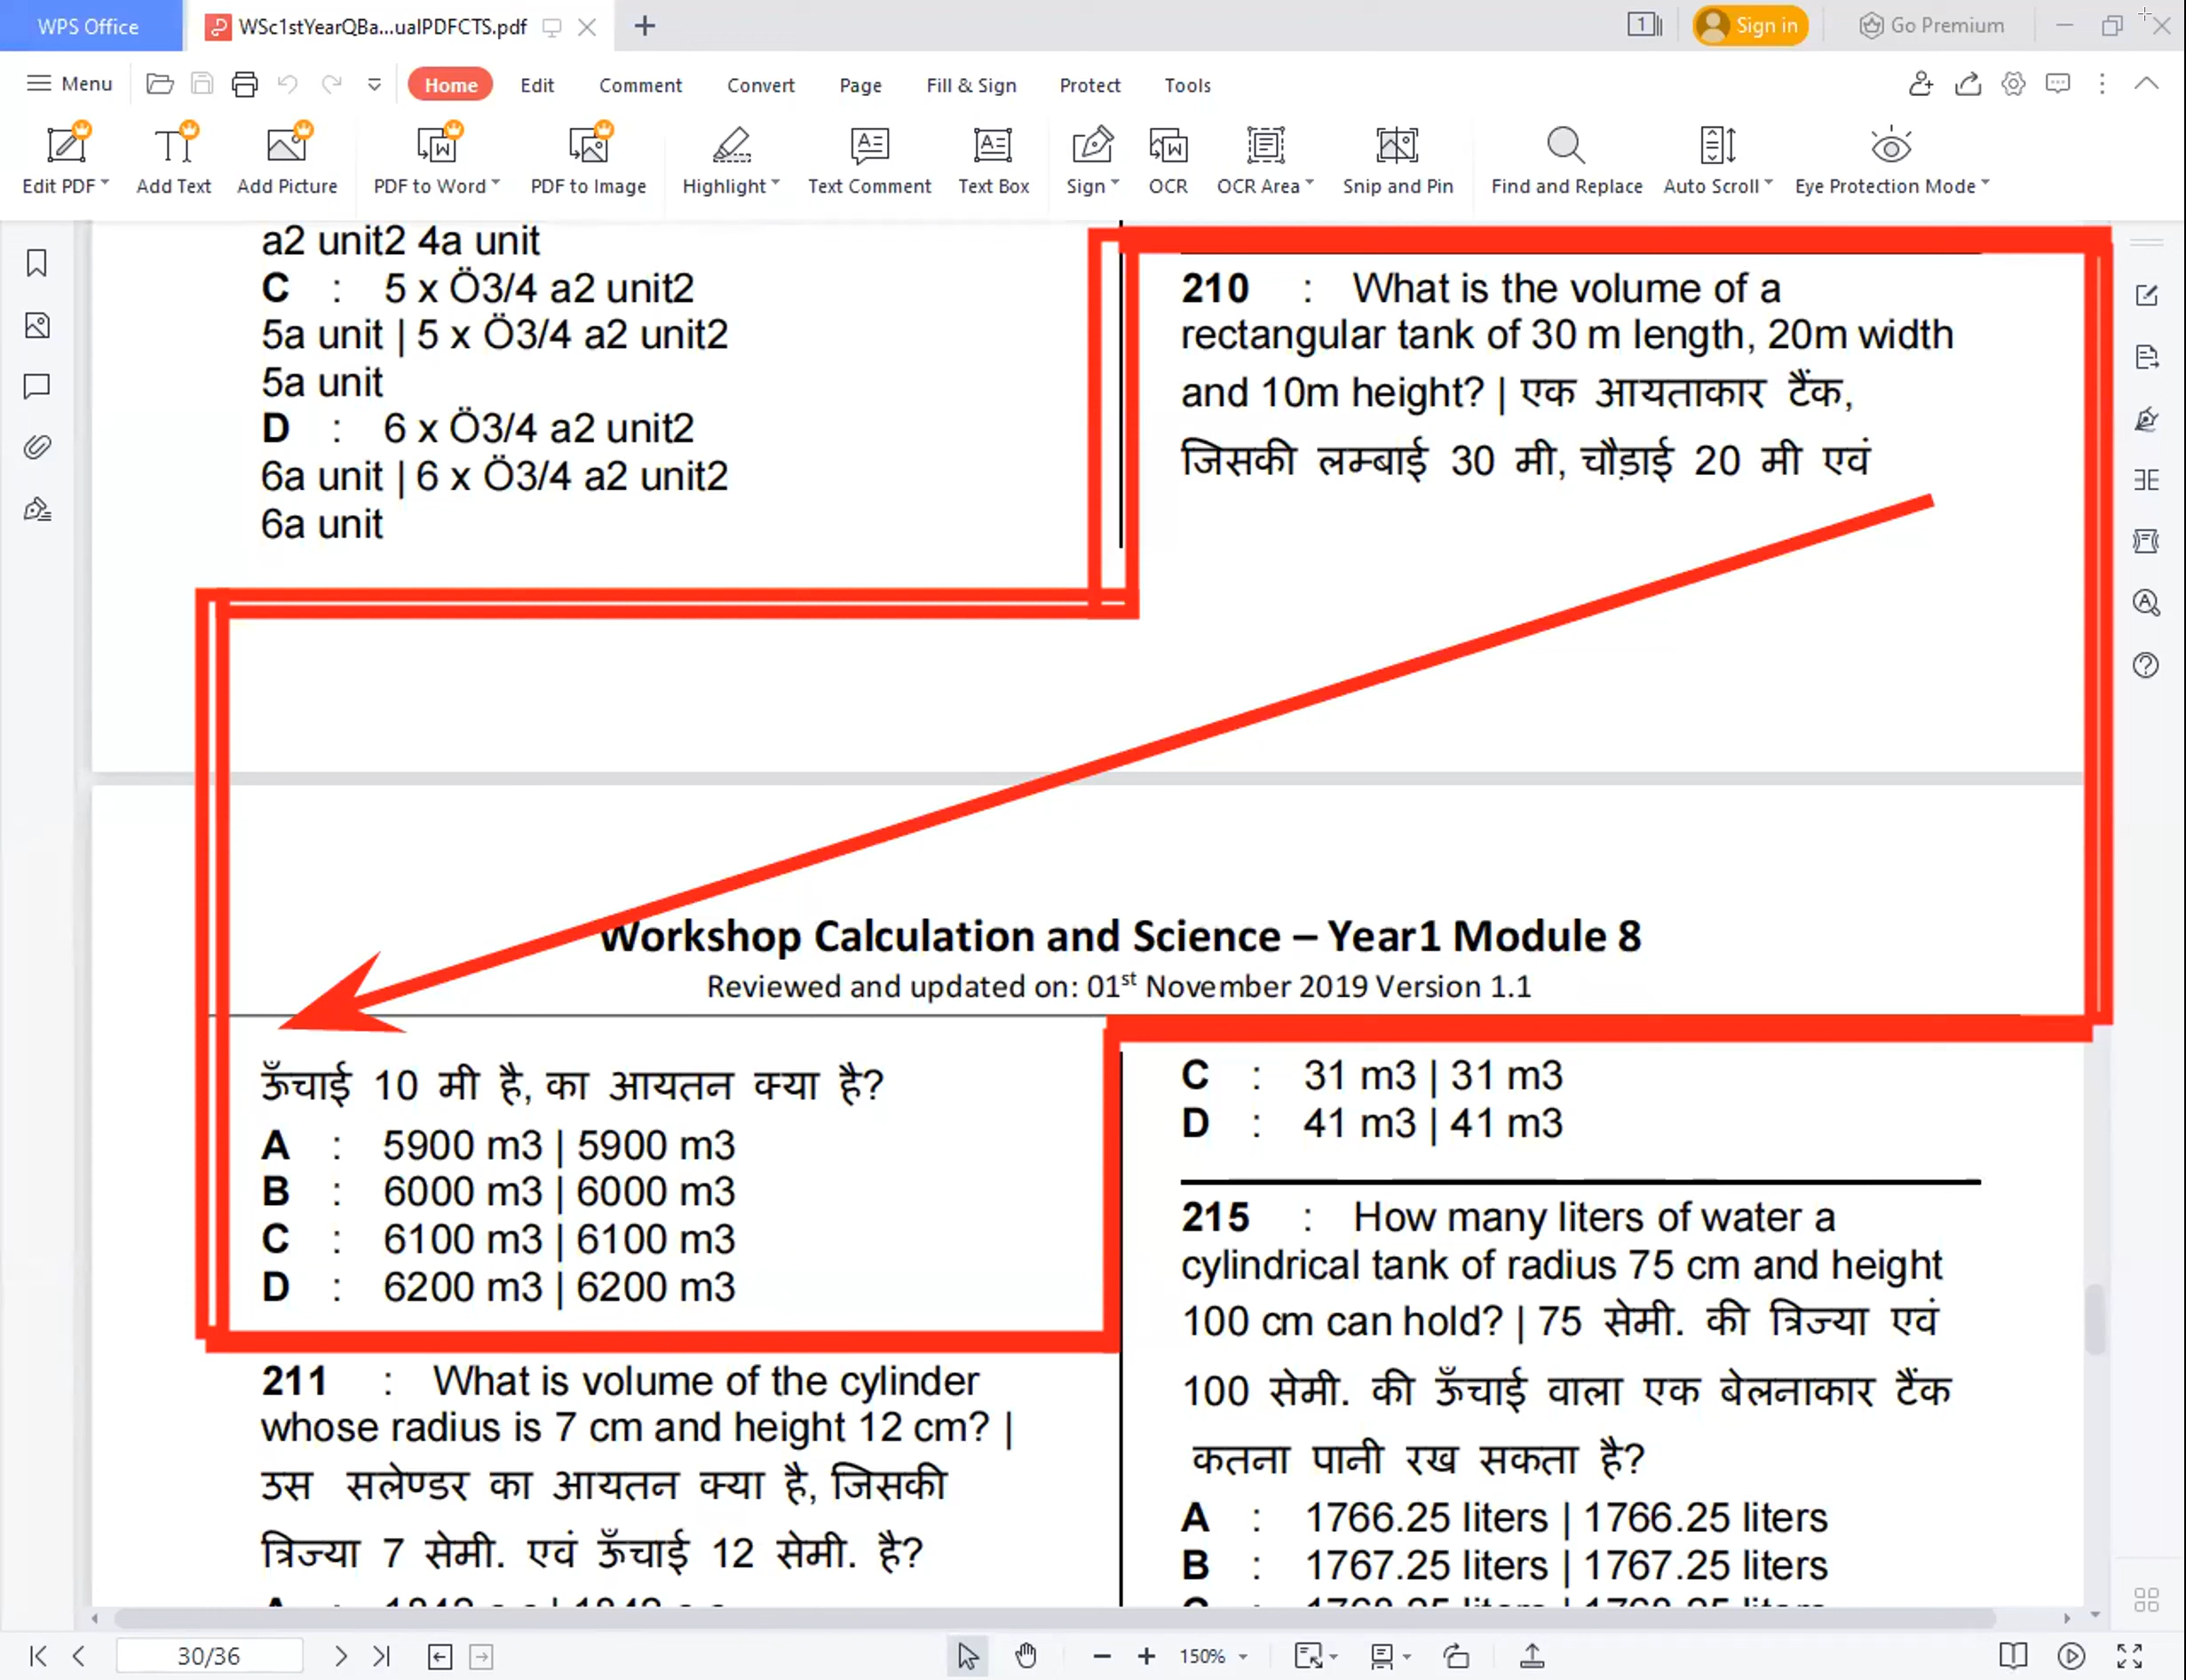 WPS Office
WSc1stYearQBa...ualPDFCTS.pdf
1
Sign in
Go Premium
Menu
Home
Edit
Comment
Convert
Page
Fill & Sign
Protect
Tools
Edit PDF
Add Text
Add Picture
PDF to Word
PDF to Image
Highlight
Text Comment
Text Box
Sign
OCR
OCR Area
Snip and Pin
Find and Replace
Auto Scroll
Eye Protection Mode
a2 unit2 4a unit
C : 5 x Ö3/4 a2 unit2
5a unit | 5 x Ö3/4 a2 unit2
5a unit
D : 6 x Ö3/4 a2 unit2
6a unit | 6 x Ö3/4 a2 unit2
6a unit
210 : What is the volume of a
rectangular tank of 30 m length, 20m width
and 10m height? | एक आयताकार टैंक,
जिसकी लम्बाई 30 मी, चौड़ाई 20 मी एवं
Workshop Calculation and Science – Year1 Module 8
Reviewed and updated on: 01st November 2019 Version 1.1
ऊँचाई 10 मी है, का आयतन क्या है?
A : 5900 m3 | 5900 m3
B : 6000 m3 | 6000 m3
C : 6100 m3 | 6100 m3
D : 6200 m3 | 6200 m3
211 : What is volume of the cylinder
whose radius is 7 cm and height 12 cm? |
उस सलेण्डर का आयतन क्या है, जिसकी
त्रिज्या 7 सेमी. एवं ऊँचाई 12 सेमी. है?
C : 31 m3 | 31 m3
D : 41 m3 | 41 m3
215 : How many liters of water a
cylindrical tank of radius 75 cm and height
100 cm can hold? | 75 सेमी. की त्रिज्या एवं
100 सेमी. की ऊँचाई वाला एक बेलनाकार टैंक
कतना पानी रख सकता है?
A : 1766.25 liters | 1766.25 liters
B : 1767.25 liters | 1767.25 liters
30/36
150%